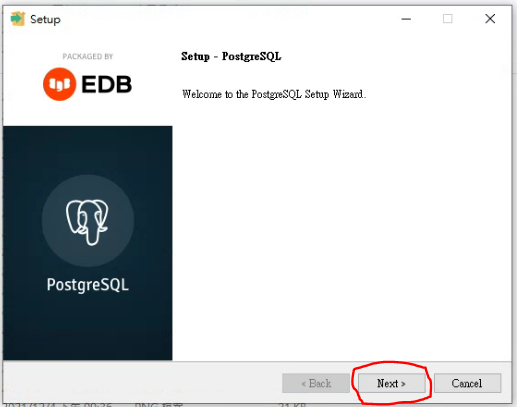 Setup
PACKAGED BY
EDB
Setup - PostgreSQL
Welcome to the PostgreSQL Setup Wizard.
PostgreSQL
< Back
Next >
Cancel